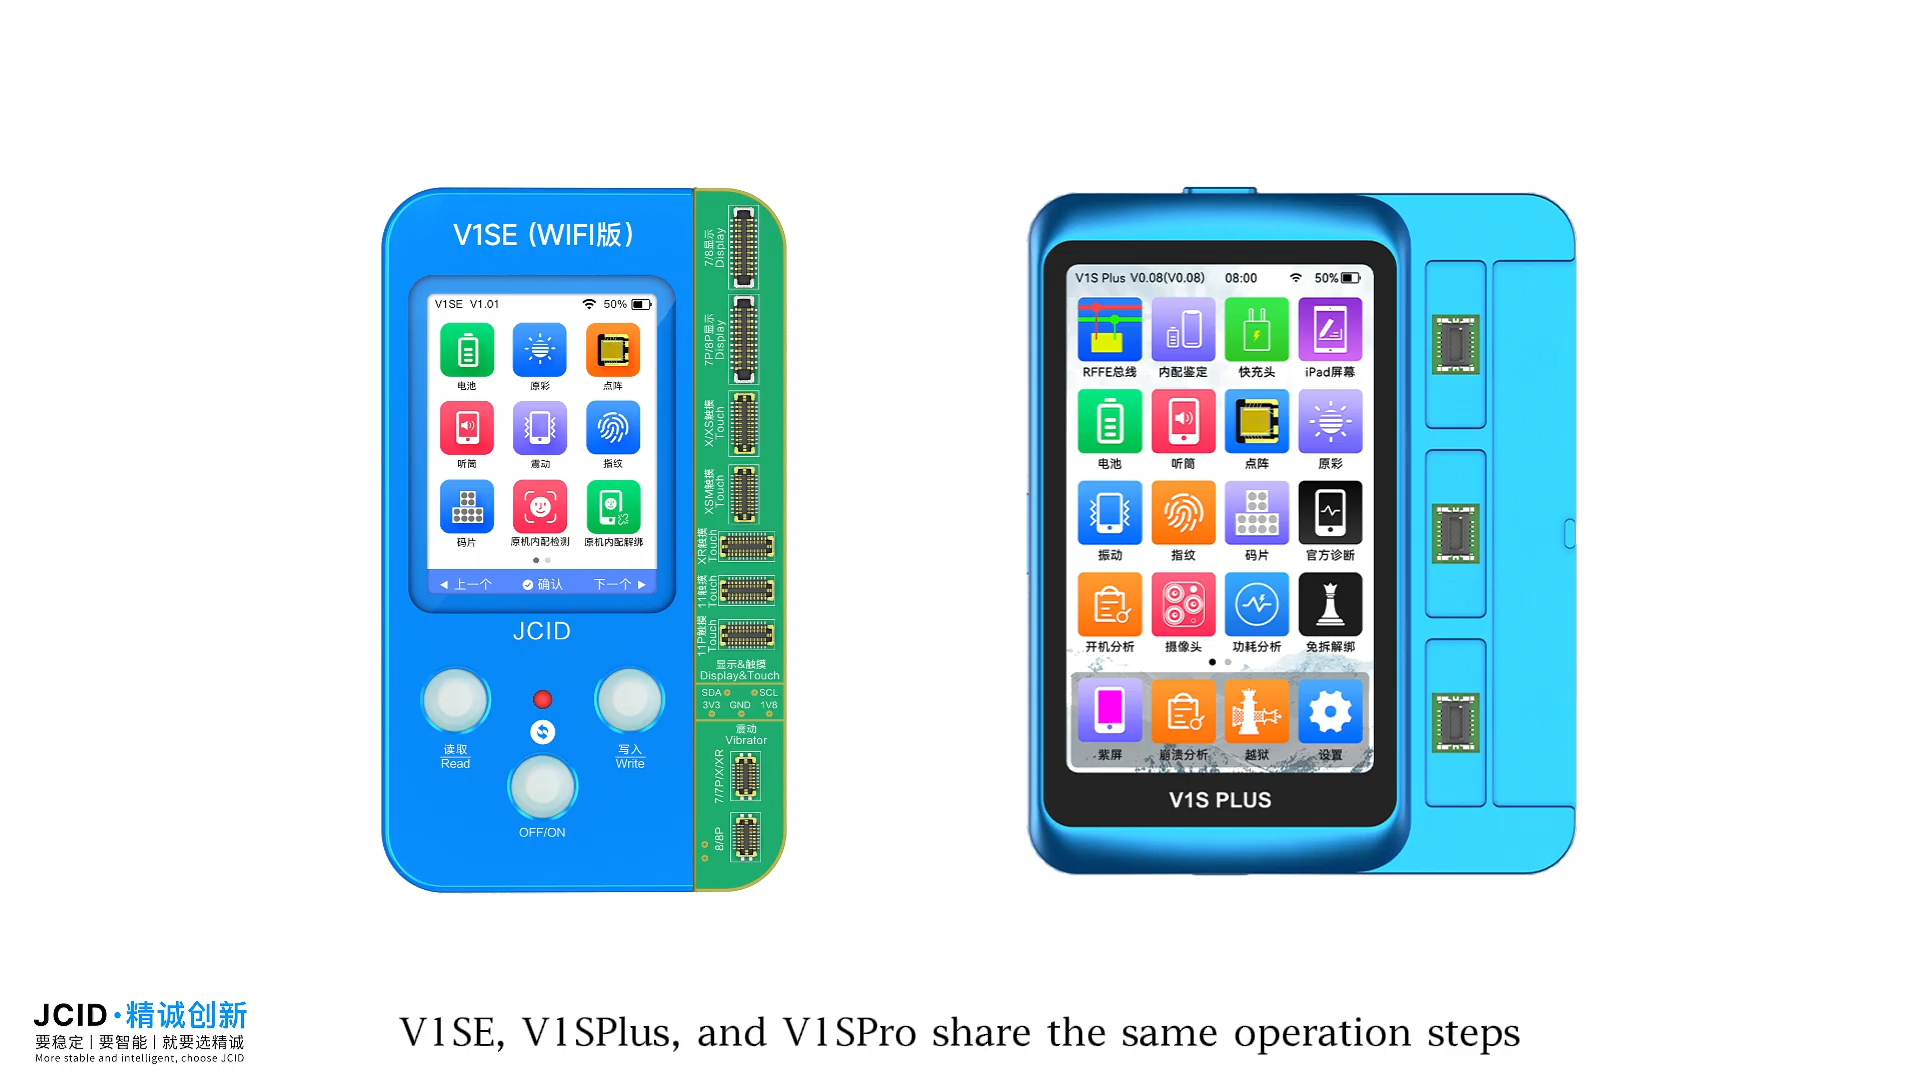 V1SE (WIFI版)
V1SE V1.01
50%
电池
原彩
点阵
听筒
震动
指纹
码片
原机内配检测
原机内配解绑
上一个
确认
下一个
JCID
读取
Read
写入
Write
OFF/ON
7/8显示
Display
7P/8P显示
Display
X/XS触摸
Touch
XSM触摸
Touch
XR触摸
Touch
11触摸
Touch
11P触摸
Touch
显示&触摸
Display&Touch
SDA SCL
3V3 GND 1V8
震动
Vibrator
7/7P/X/XR
8/8P
V1S Plus V0.08(V0.08) 08:00 50%
RFFE总线 内配鉴定 快充头 iPad屏幕
电池 听筒 点阵 原彩
振动 指纹 码片 官方诊断
开机分析 摄像头 功耗分析 免拆解绑
紫屏 崩溃分析 越狱 设置
V1S PLUS
JCID·精诚创新
要稳定|要智能|就要选精诚
More stable and intelligent, choose JCID
V1SE, V1SPlus, and V1SPro share the same operation steps